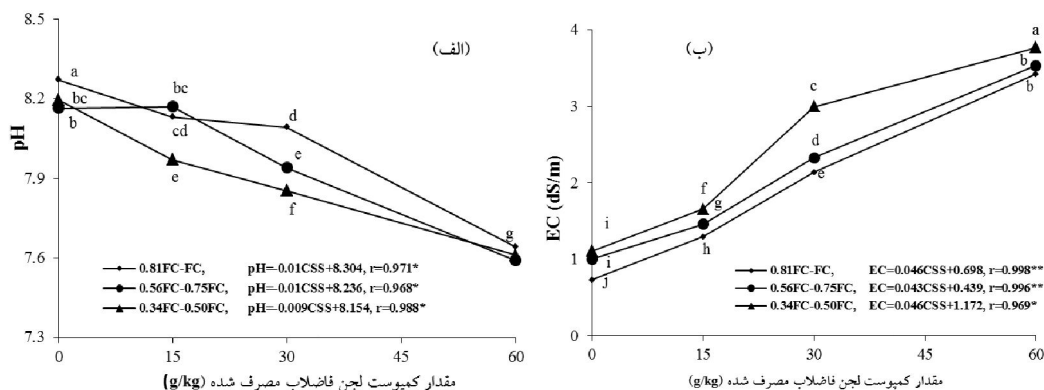 8.5
8.2
7.9
7.6
7.3
pH
(الف)
a
bc
b
bc
cd
d
e
e
f
g
0.81FC-FC, pH=-0.01CSS+8.304, r=0.971*
0.56FC-0.75FC, pH=-0.01CSS+8.236, r=0.968*
0.34FC-0.50FC, pH=-0.009CSS+8.154, r=0.988*
0 15 30 45 60
مقدار کمپوست لجن فاضلاب مصرف شده (g/kg)
4
3
2
1
0
EC (dS/m)
(ب)
a
b
b
c
d
e
f
g
h
i
i
j
0.81FC-FC, EC=0.046CSS+0.698, r=0.998**
0.56FC-0.75FC, EC=0.043CSS+0.439, r=0.996**
0.34FC-0.50FC, EC=0.046CSS+1.172, r=0.969*
0 15 30 45 60
مقدار کمپوست لجن فاضلاب مصرف شده (g/kg)